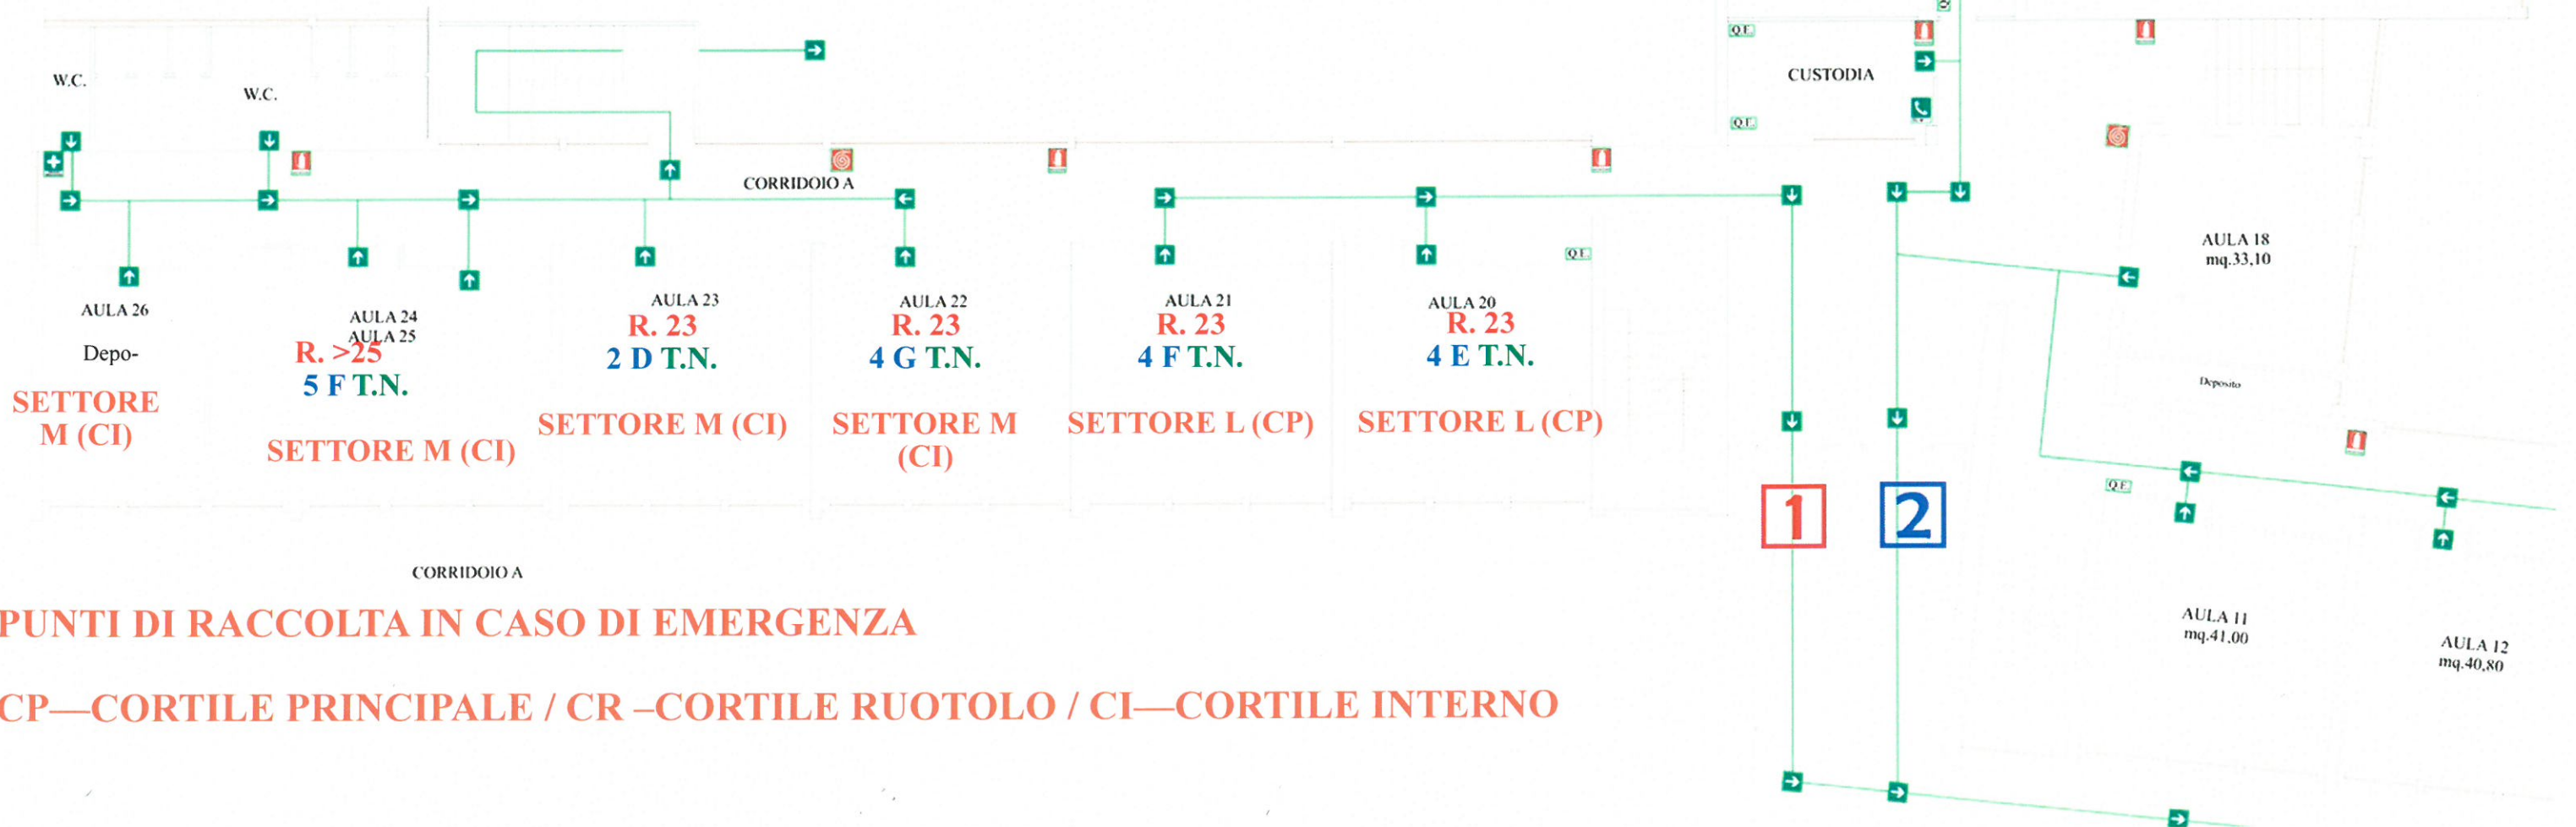 W.C.
W.C.
Q.E.
CUSTODIA
Q.E.
CORRIDOIO A
AULA 18
mq.33,10
Q.E.
AULA 26
Depo-
SETTORE
M (CI)
AULA 24
AULA 25
R. >25
5 F T.N.
SETTORE M (CI)
AULA 23
R. 23
2 D T.N.
SETTORE M (CI)
AULA 22
R. 23
4 G T.N.
SETTORE M
(CI)
AULA 21
R. 23
4 F T.N.
SETTORE L (CP)
AULA 20
R. 23
4 E T.N.
SETTORE L (CP)
Deposito
Q.E.
1
2
CORRIDOIO A
AULA 11
mq.41,00
AULA 12
mq.40,80
PUNTI DI RACCOLTA IN CASO DI EMERGENZA
CP—CORTILE PRINCIPALE / CR –CORTILE RUOTOLO / CI—CORTILE INTERNO